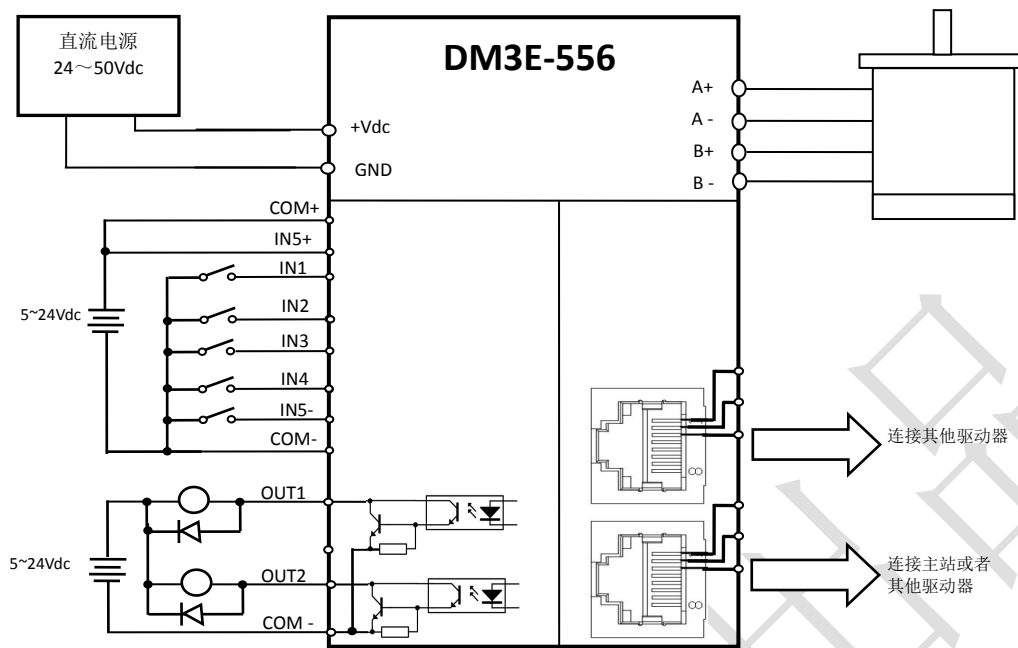 直流电源
24～50Vdc
DM3E-556
+Vdc
GND
A+
A -
B+
B -
COM+
IN5+
IN1
IN2
IN3
IN4
IN5-
COM-
5~24Vdc
OUT1
OUT2
COM -
5~24Vdc
8
连接其他驱动器
8
连接主站或者
其他驱动器